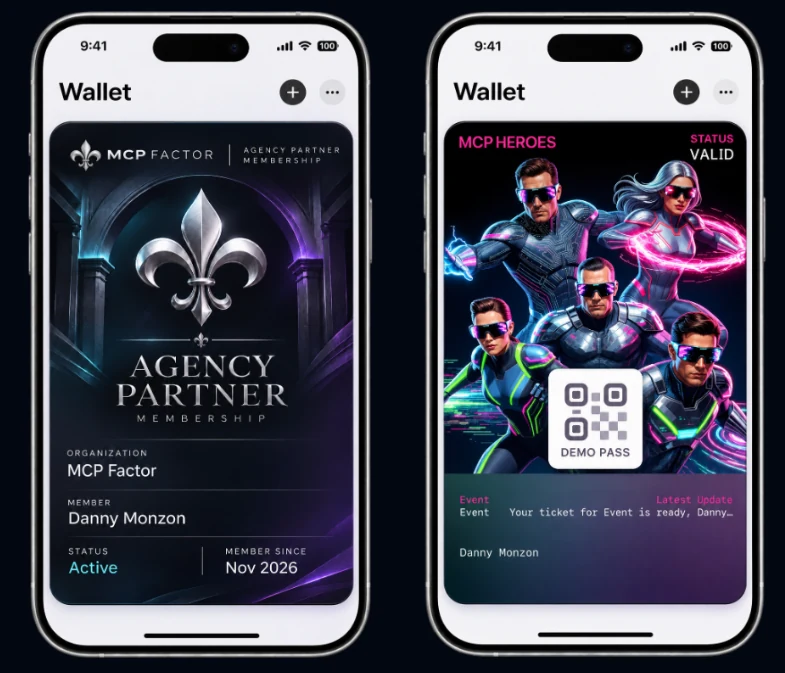 9:41
100
Wallet
MCP FACTOR
AGENCY PARTNER
MEMBERSHIP
AGENCY
PARTNER
MEMBERSHIP
ORGANIZATION
MCP Factor
MEMBER
Danny Monzon
STATUS
Active
MEMBER SINCE
Nov 2026
9:41
100
Wallet
MCP HEROES
STATUS
VALID
DEMO PASS
Event
Latest Update
Event
Your ticket for Event is ready, Danny…
Danny Monzon